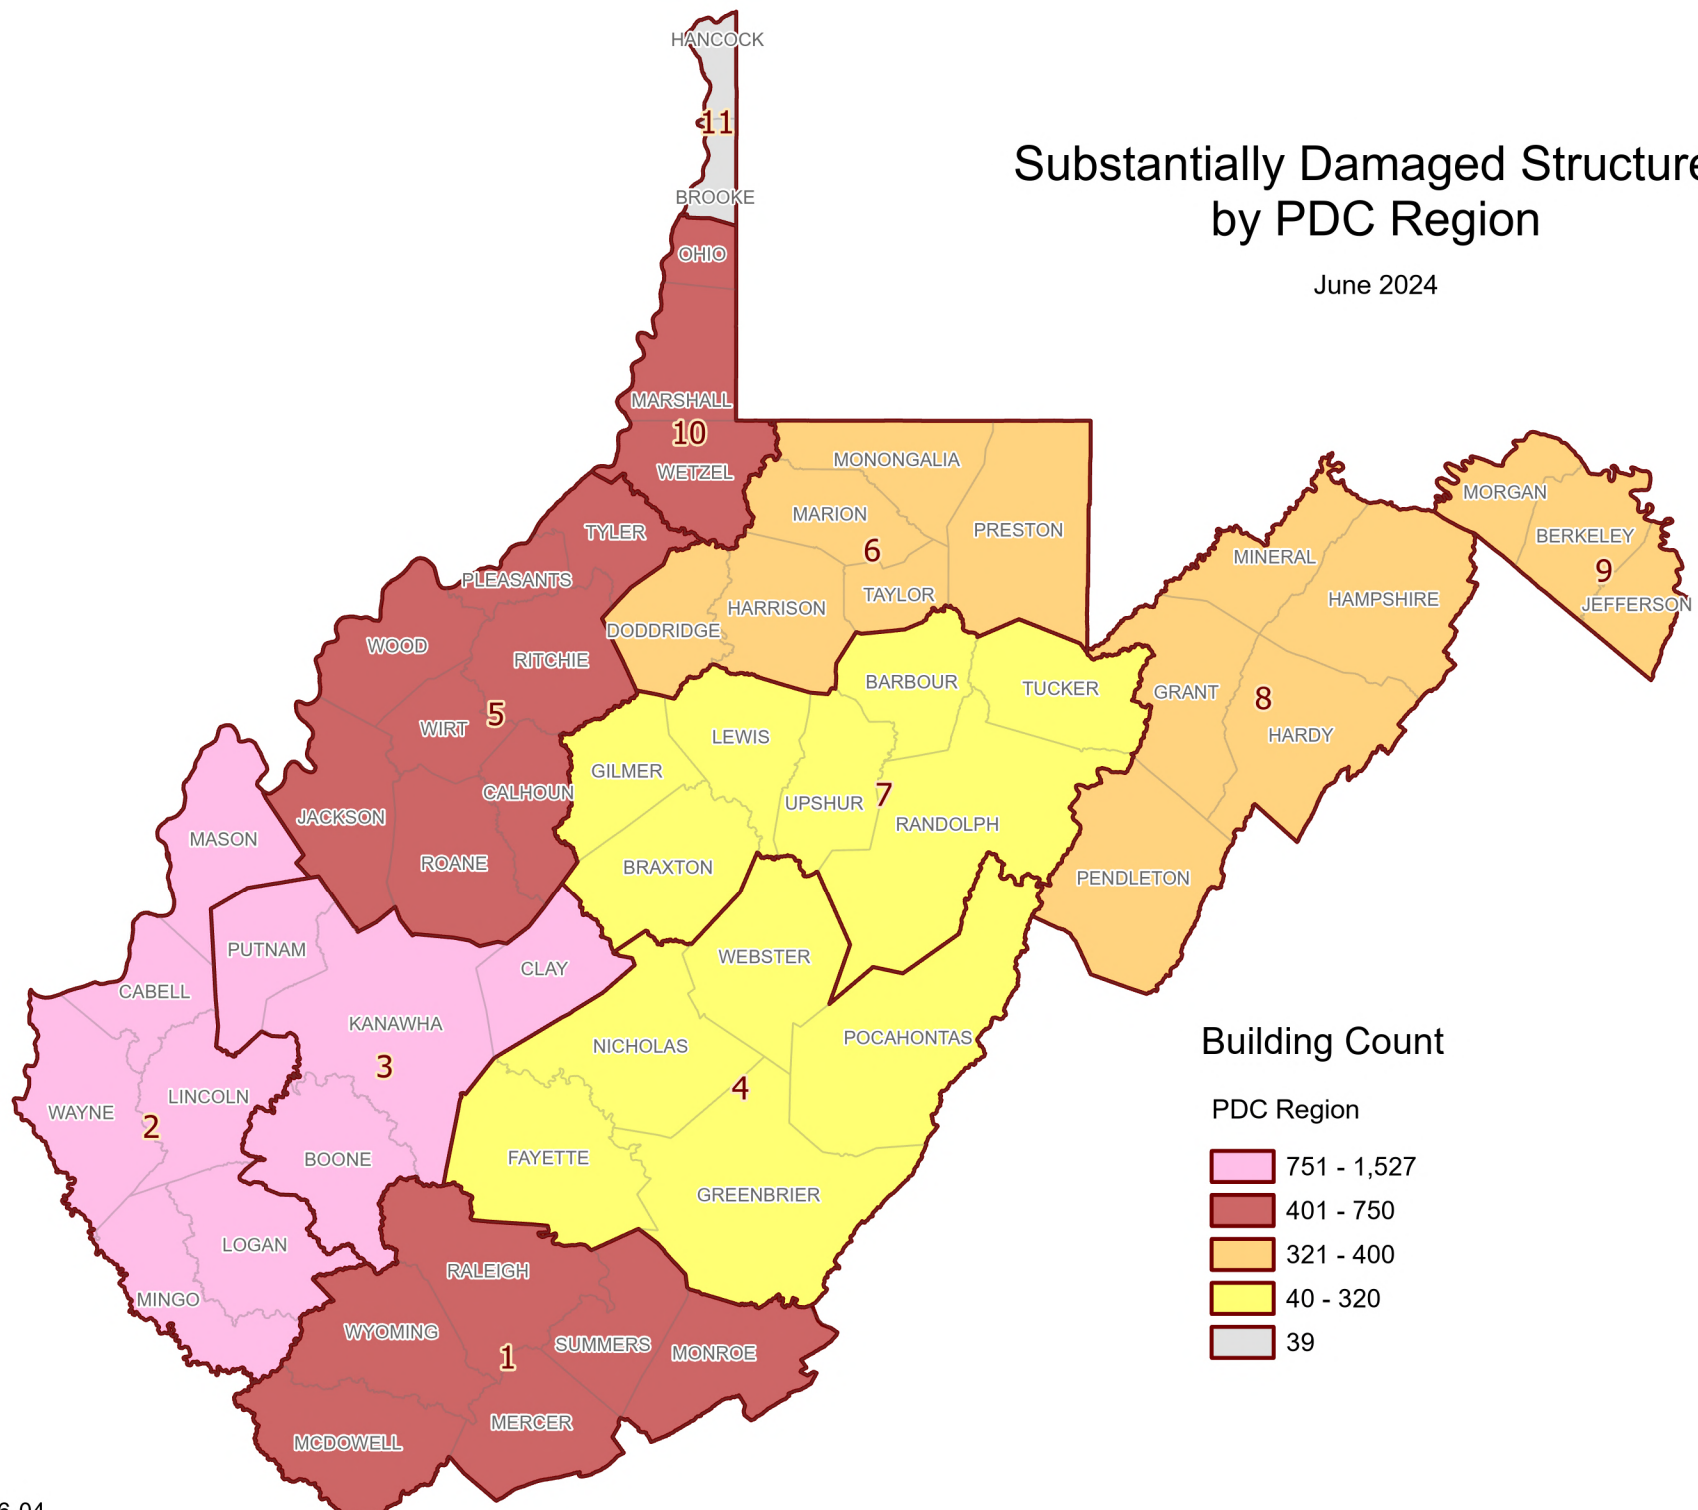 HANCOCK
11
BROOKE
Substantially Damaged Structure
by PDC Region
June 2024
OHIO
MARSHALL
10
WETZEL
MONONGALIA
MARION
PRESTON
6
TAYLOR
HARRISON
DODDRIDGE
MORGAN
BERKELEY
9
JEFFERSON
MINERAL
HAMPSHIRE
GRANT
8
HARDY
PENDLETON
TYLER
PLEASANTS
WOOD
RITCHIE
5
WIRT
CALHOUN
JACKSON
ROANE
BARBOUR
TUCKER
LEWIS
GILMER
UPSHUR
7
RANDOLPH
BRAXTON
MASON
PUTNAM
CLAY
CABELL
KANAWHA
3
LINCOLN
WAYNE
2
BOONE
LOGAN
MINGO
WEBSTER
NICHOLAS
POCAHONTAS
4
FAYETTE
GREENBRIER
RALEIGH
WYOMING
SUMMERS
MONROE
1
MERCER
MCDOWELL
Building Count
PDC Region
751 - 1,527
401 - 750
321 - 400
40 - 320
39